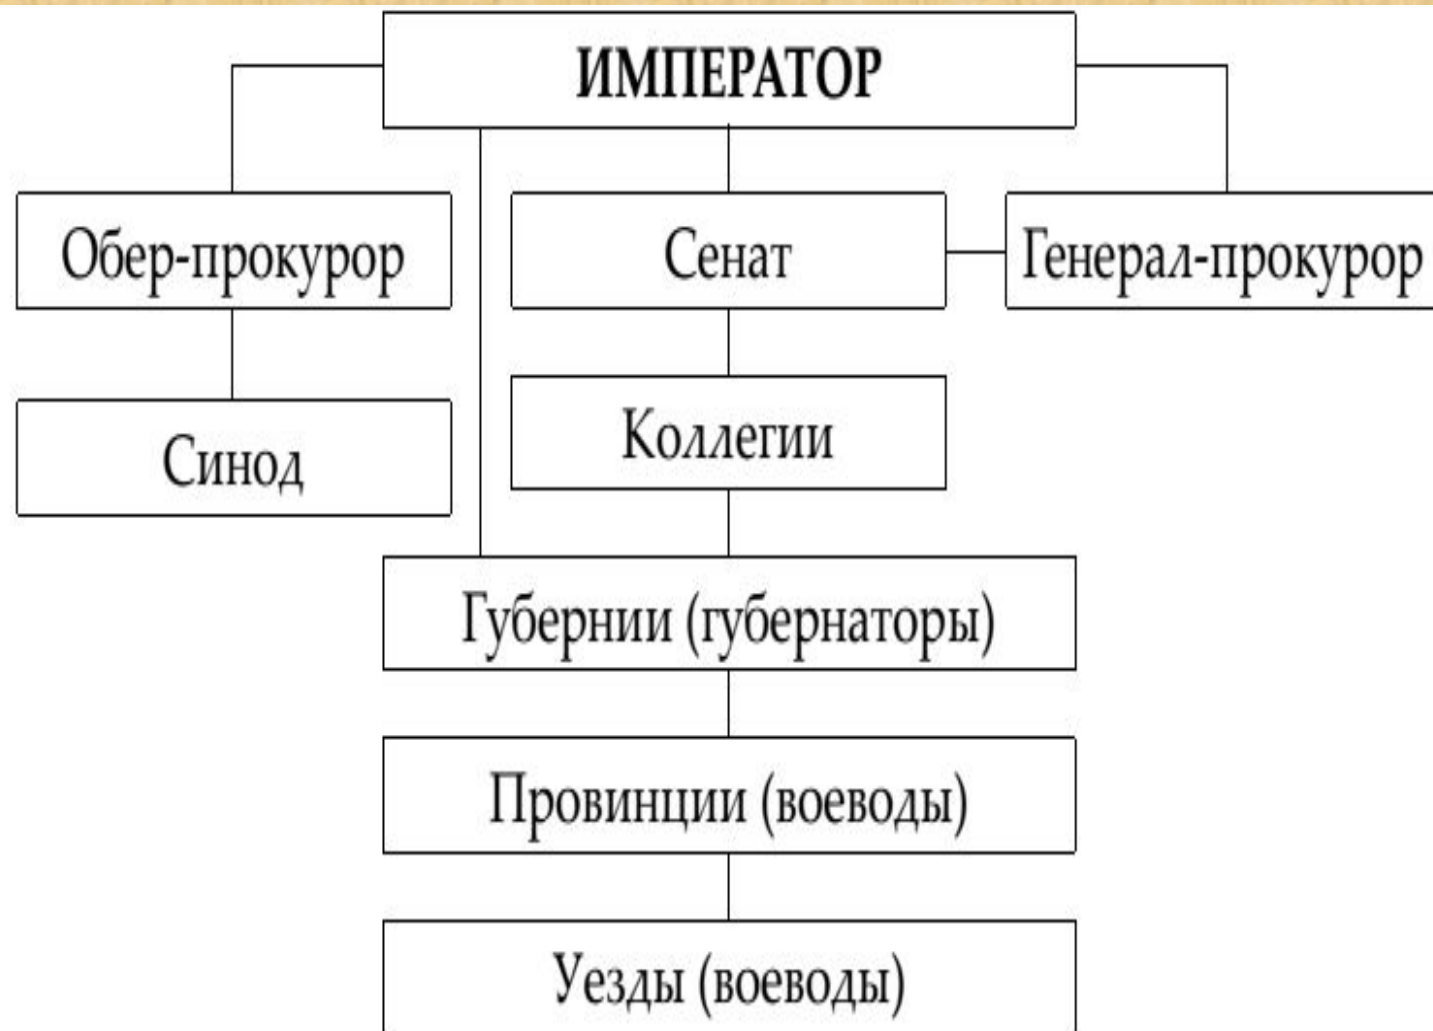 ИМПЕРАТОР
Обер-прокурор
Сенат
Генерал-прокурор
Коллегии
Синод
Губернии (губернаторы)
Провинции (воеводы)
Уезды (воеводы)